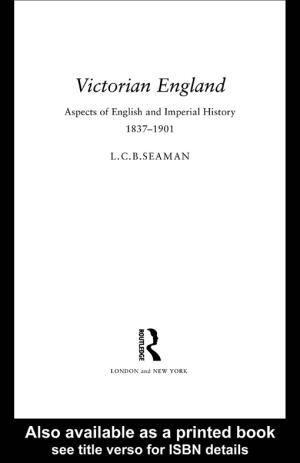 Victorian England
Aspects of English and Imperial History
1837–1901
L.C.B.SEAMAN
ROUTLEDGE
LONDON and NEW YORK
Also available as a printed book
see title verso for ISBN details